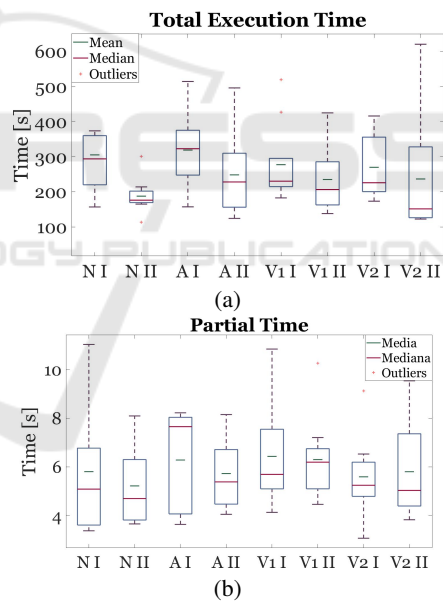 Total Execution Time
Mean
Median
Outliers
600
500
400
300
200
100
Time [s]
N I N II A I A II V1 I V1 II V2 I V2 II
LOGY PUBLICATION
(a)
Partial Time
Media
Mediana
Outliers
10
8
6
4
Time [s]
N I N II A I A II V1 I V1 II V2 I V2 II
(b)